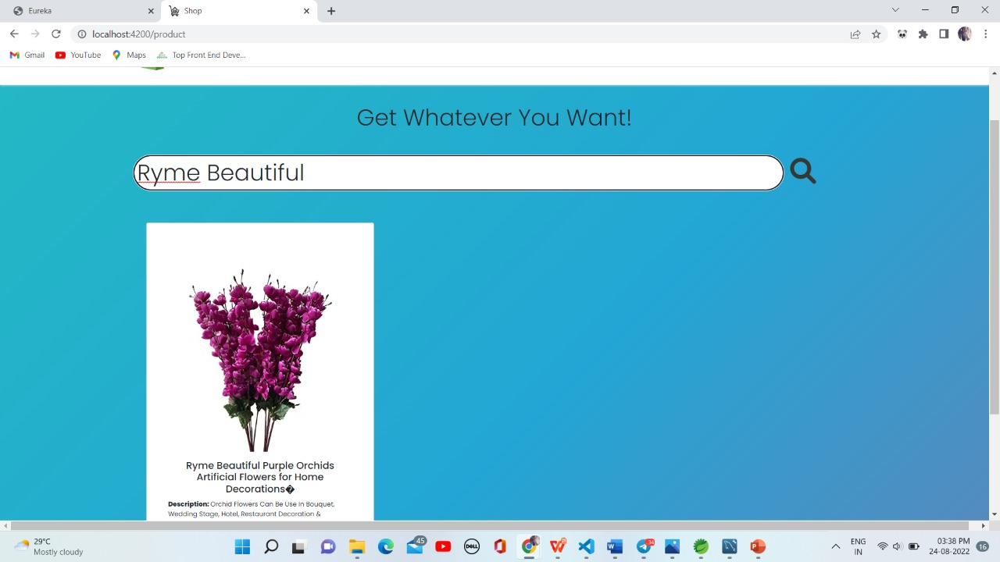 Eureka
Shop
localhost:4200/product
Gmail
YouTube
Maps
Top Front End Deve...
Get Whatever You Want!
Ryme Beautiful
Ryme Beautiful Purple Orchids
Artificial Flowers for Home
Decorations�
Description: Orchid Flowers Can Be Use In Bouquet,
Wedding Stage, Hotel, Restaurant Decoration &
29°C
Mostly cloudy
45
DELL
34
ENG
IN
03:38 PM
24-08-2022
16